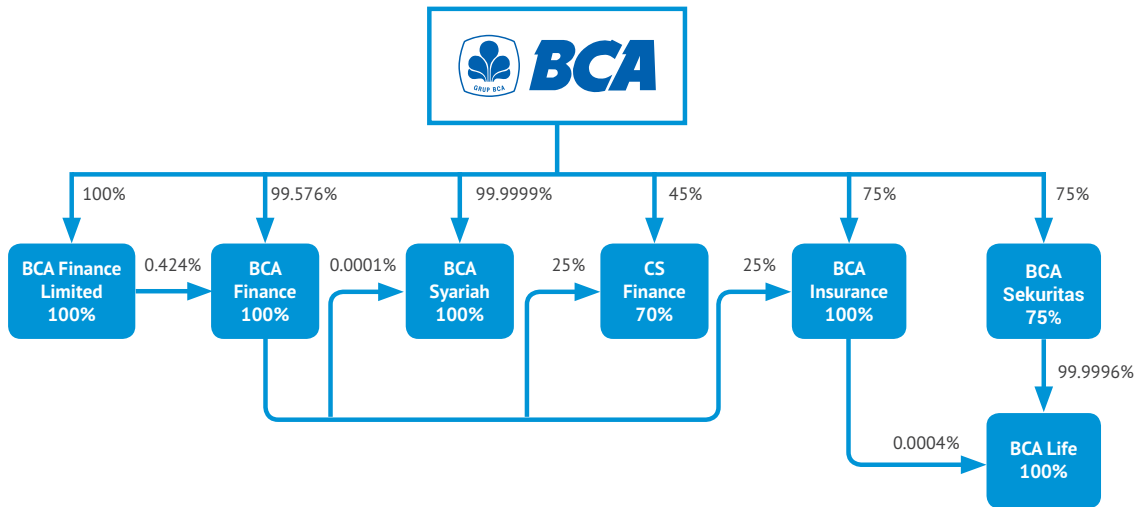 GRUP BCA
BCA
100%
99.576%
99.9999%
45%
75%
75%
BCA Finance
Limited
100%
0.424%
BCA
Finance
100%
0.0001%
BCA
Syariah
100%
25%
CS
Finance
70%
25%
BCA
Insurance
100%
BCA
Sekuritas
75%
99.9996%
0.0004%
BCA Life
100%